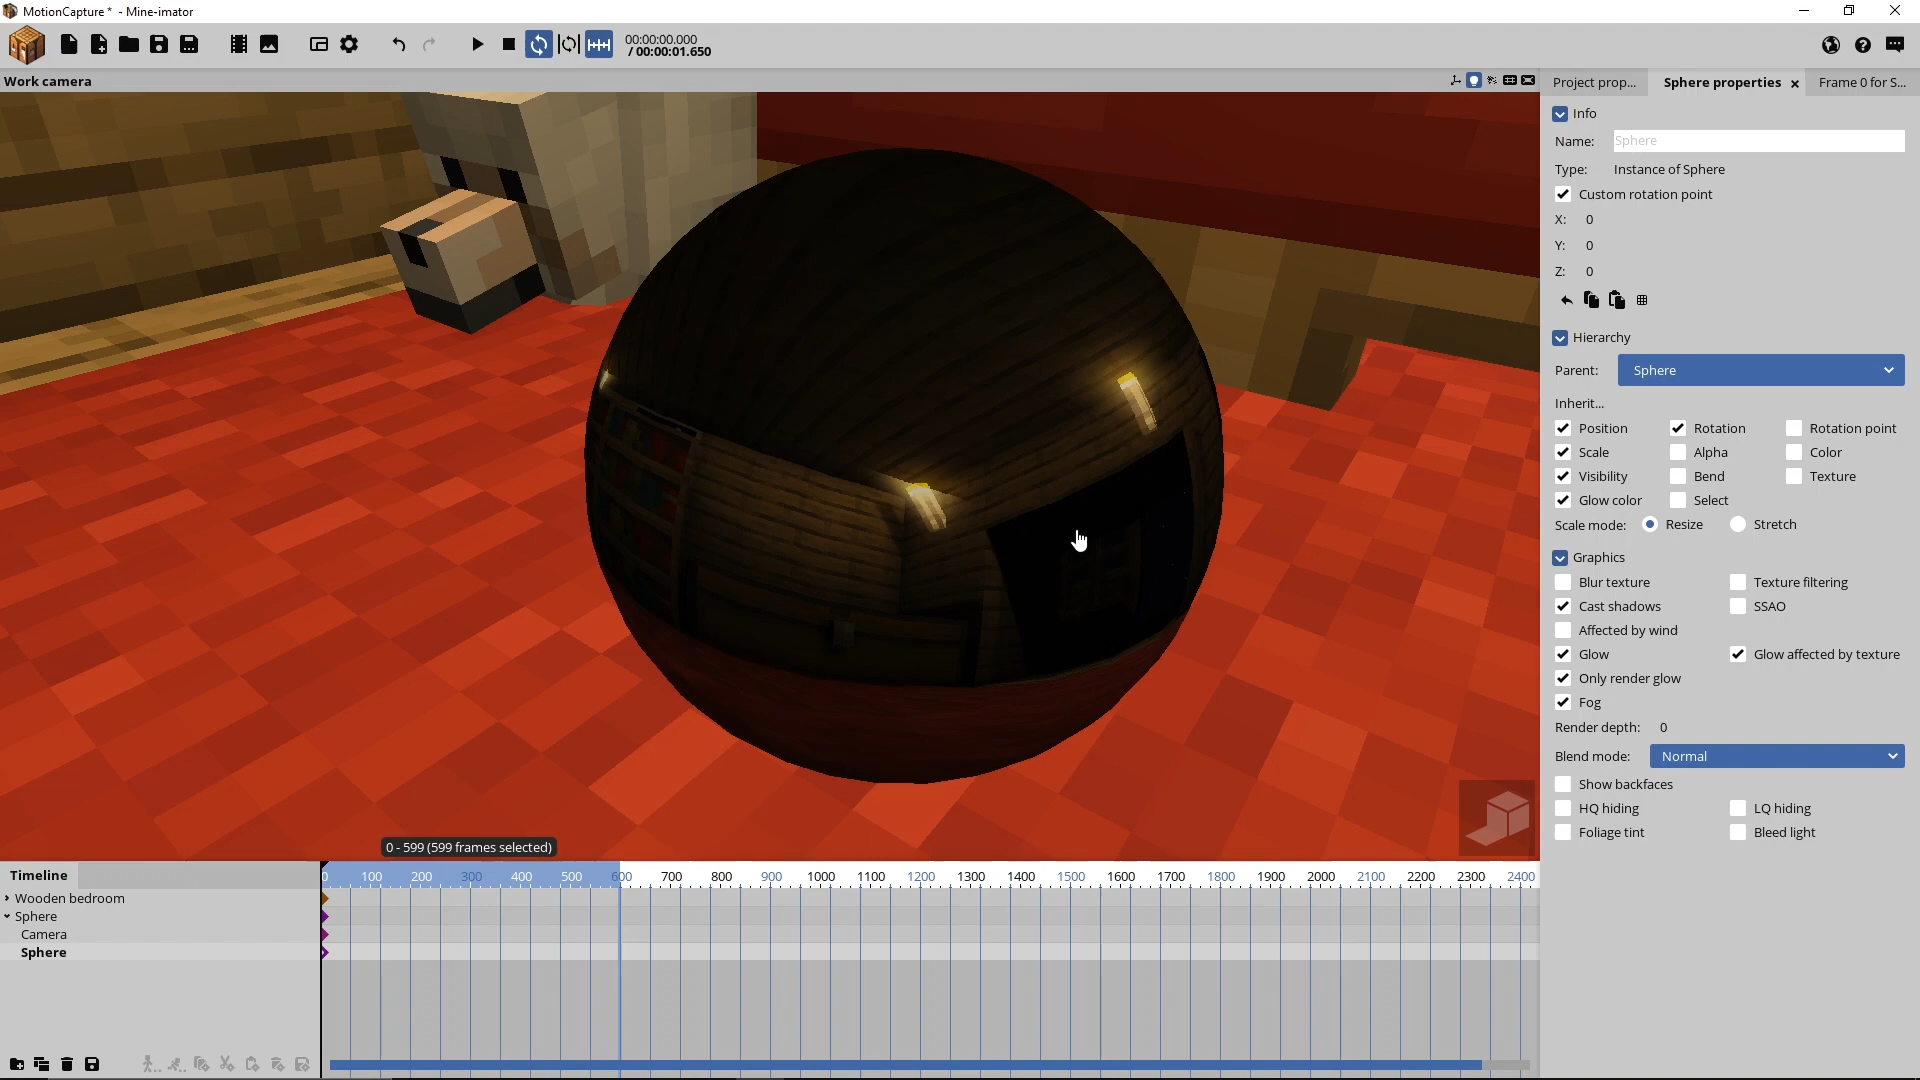 MotionCapture * - Mine-imator
00:00:00.000
/ 00:00:01.650
Work camera
Project prop...
Sphere properties
Frame 0 for S...
Info
Name: Sphere
Type: Instance of Sphere
Custom rotation point
X: 0
Y: 0
Z: 0
Hierarchy
Parent: Sphere
Inherit...
Position Rotation Rotation point
Scale Alpha Color
Visibility Bend Texture
Glow color Select
Scale mode: Resize Stretch
Graphics
Blur texture Texture filtering
Cast shadows SSAO
Affected by wind
Glow Glow affected by texture
Only render glow
Fog
Render depth: 0
Blend mode: Normal
Show backfaces
HQ hiding LQ hiding
Foliage tint Bleed light
0 - 599 (599 frames selected)
Timeline
0 100 200 300 400 500 600 700 800 900 1000 1100 1200 1300 1400 1500 1600 1700 1800 1900 2000 2100 2200 2300 2400
Wooden bedroom
Sphere
Camera
Sphere